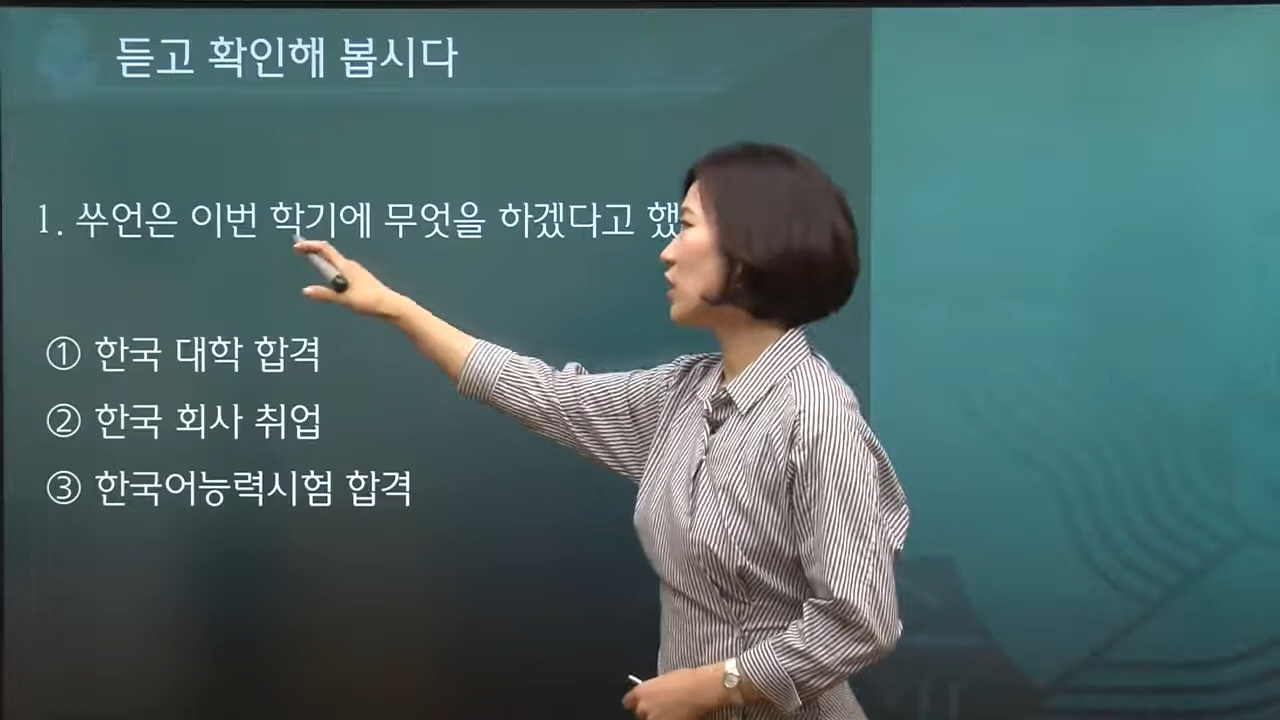 듣고 확인해 봅시다
1. 쑤언은 이번 학기에 무엇을 하겠다고 했
① 한국 대학 합격
② 한국 회사 취업
③ 한국어능력시험 합격